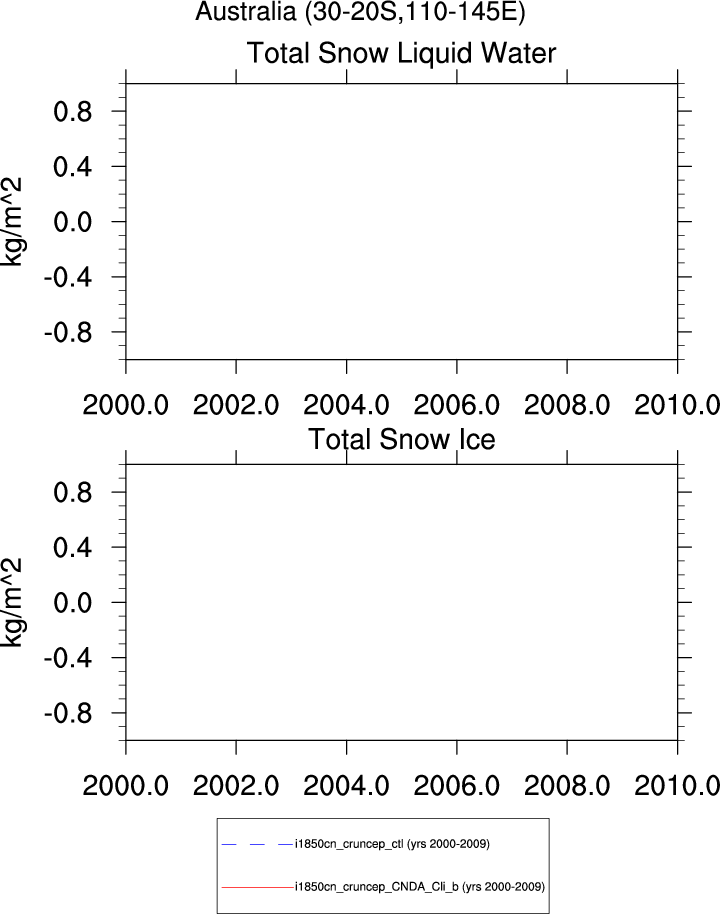 Australia (30-20S,110-145E)
Total Snow Liquid Water
kg/m^2
0.8
0.4
0.0
-0.4
-0.8
2000.0 2002.0 2004.0 2006.0 2008.0 2010.0
Total Snow Ice
kg/m^2
0.8
0.4
0.0
-0.4
-0.8
2000.0 2002.0 2004.0 2006.0 2008.0 2010.0
i1850cn_cruncep_ctl (yrs 2000-2009)
i1850cn_cruncep_CNDA_Cli_b (yrs 2000-2009)